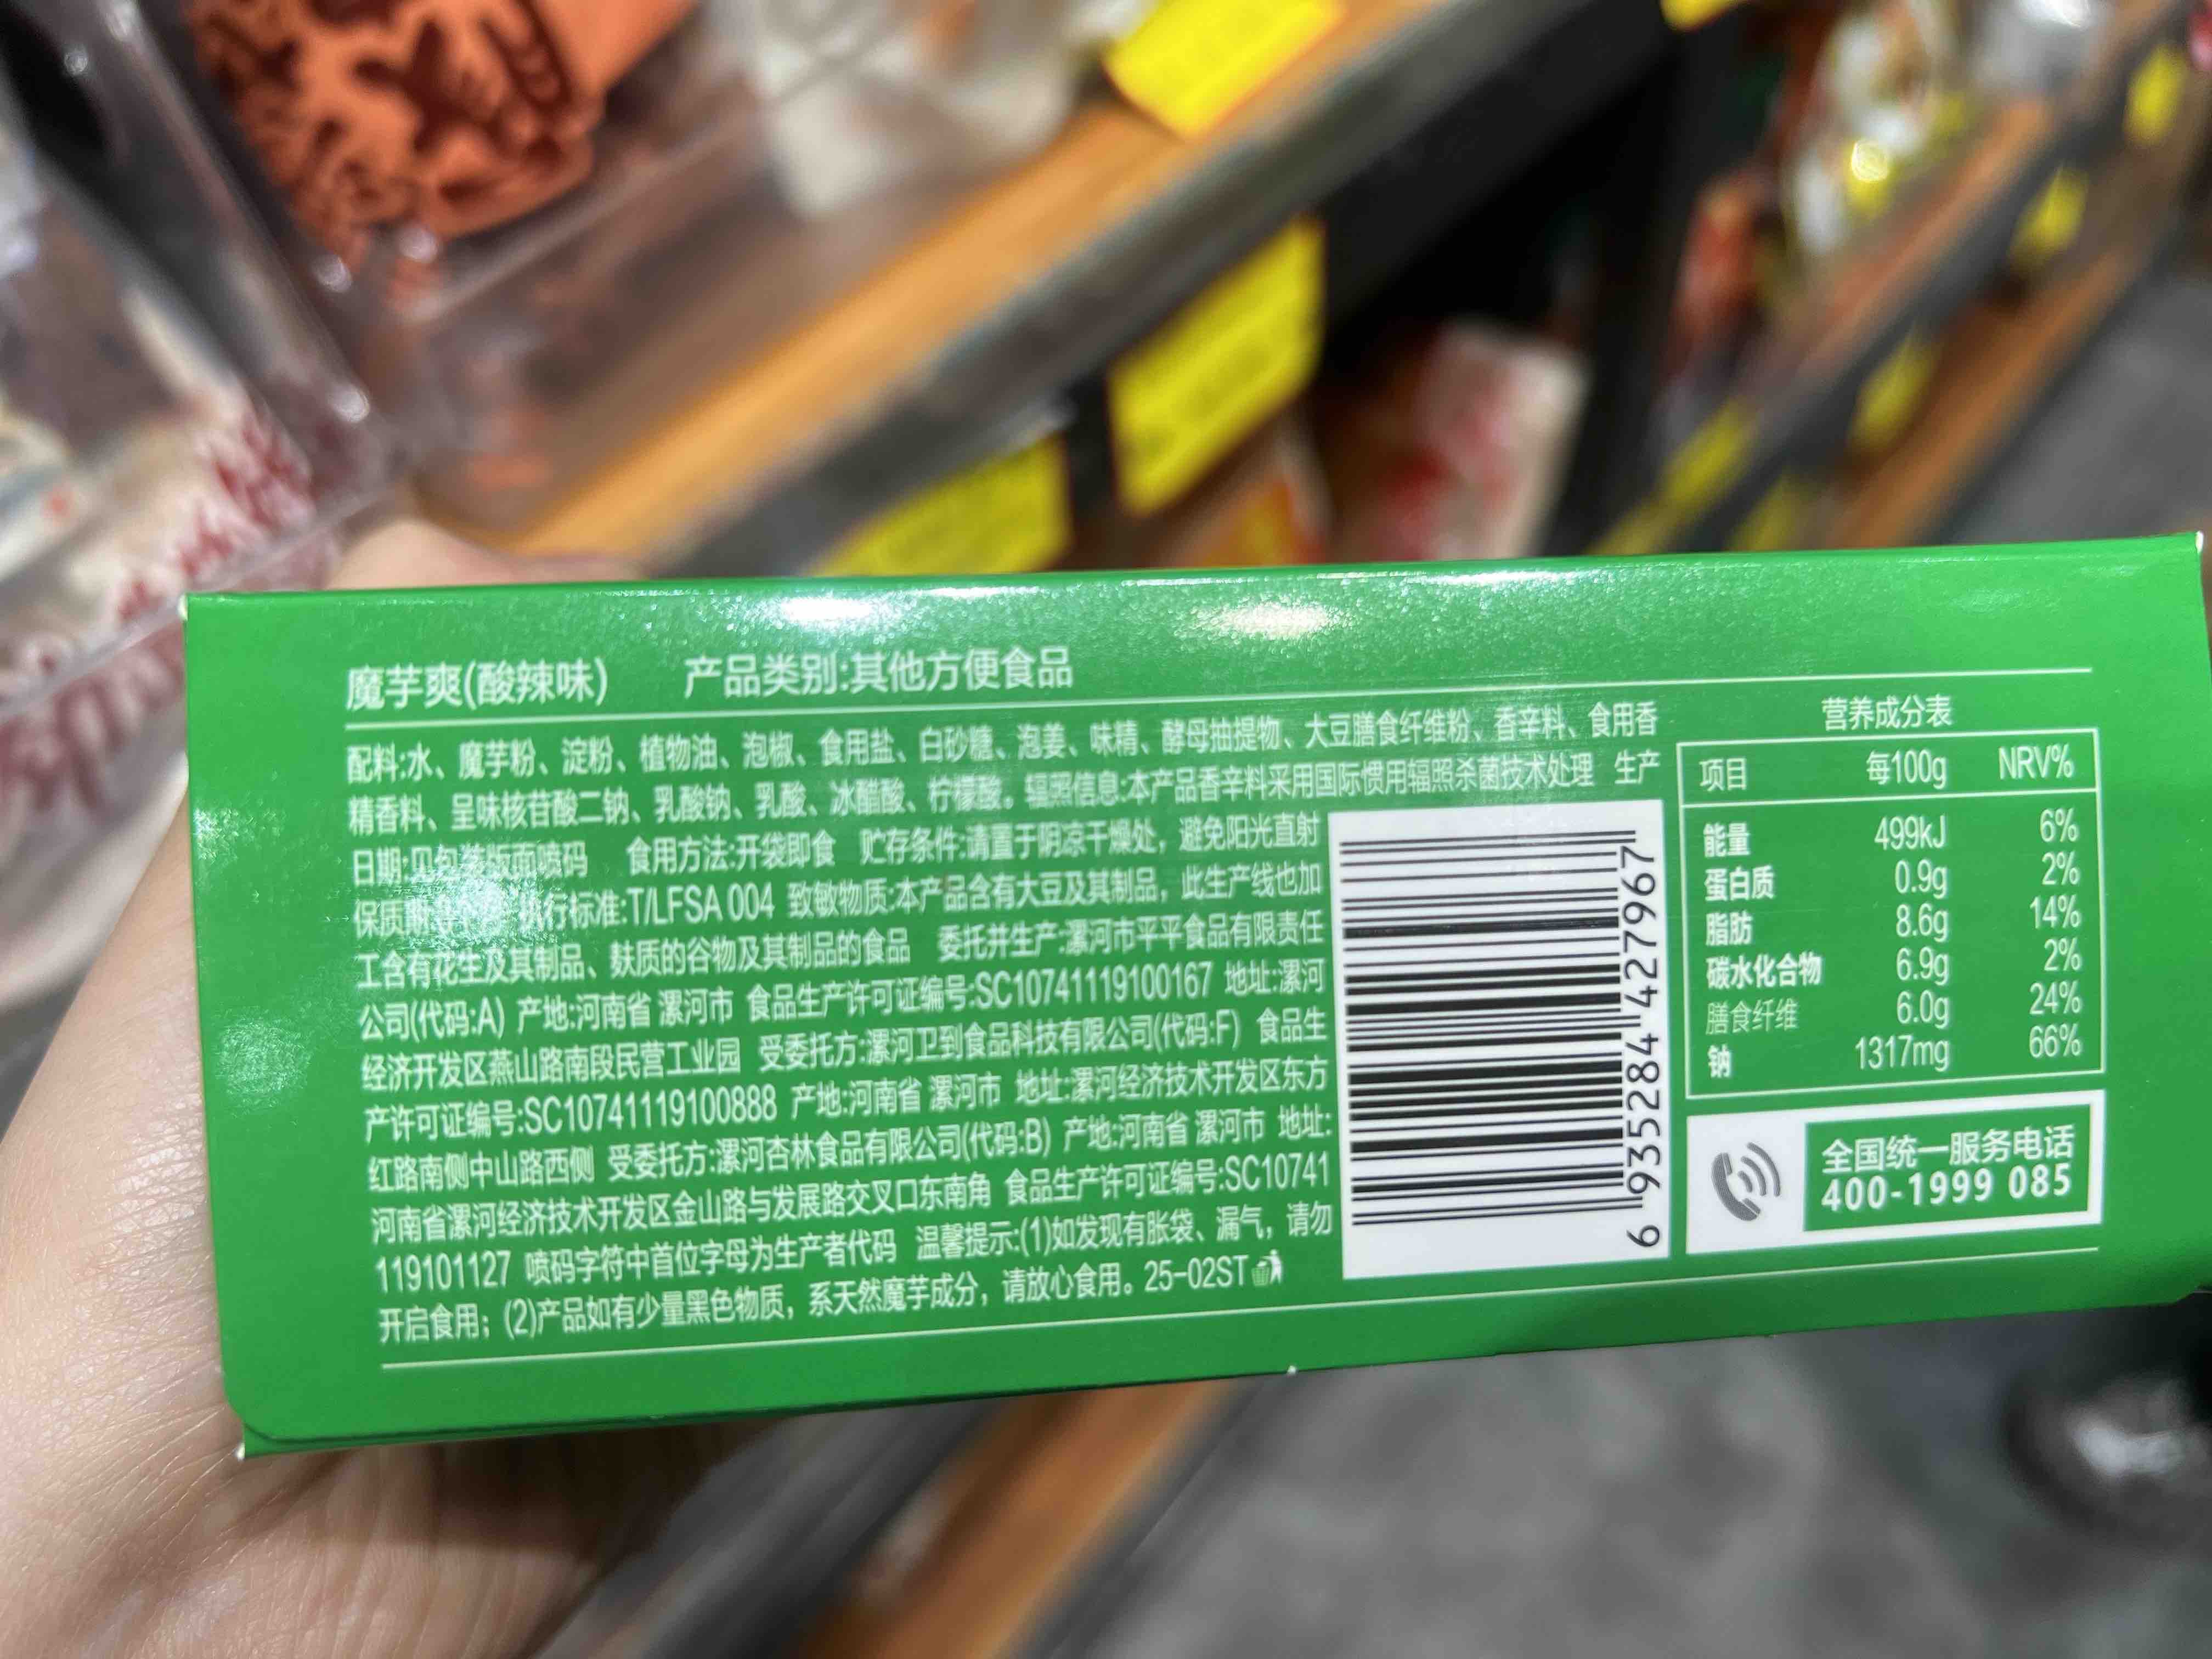 魔芋爽(酸辣味) 产品类别:其他方便食品
配料:水、魔芋粉、淀粉、植物油、泡椒、食用盐、白砂糖、泡姜、味精、酵母抽提物、大豆膳食纤维粉、香辛料、食用香
精香料、呈味核苷酸二钠、乳酸钠、乳酸、冰醋酸、柠檬酸。辐照信息:本产品香辛料采用国际惯用辐照杀菌技术处理 生产
日期:见包装版面喷码 食用方法:开袋即食 贮存条件:请置于阴凉干燥处，避免阳光直射
保质期 执行标准:T/LFSA 004 致敏物质:本产品含有大豆及其制品，此生产线也加
工含有花生及其制品、麸质的谷物及其制品的食品 委托并生产:漯河市平平食品有限责任
公司(代码:A) 产地:河南省 漯河市 食品生产许可证编号:SC10741119100167 地址:漯河
经济开发区燕山路南段民营工业园 受委托方:漯河卫到食品科技有限公司(代码:F) 食品生
产许可证编号:SC10741119100888 产地:河南省 漯河市 地址:漯河经济技术开发区东方
红路南侧中山路西侧 受委托方:漯河杏林食品有限公司(代码:B) 产地:河南省 漯河市 地址:
河南省漯河经济技术开发区金山路与发展路交叉口东南角 食品生产许可证编号:SC10741
119101127 喷码字符中首位字母为生产者代码 温馨提示:(1)如发现有胀袋、漏气，请勿
开启食用；(2)产品如有少量黑色物质，系天然魔芋成分，请放心食用。25-02ST
6 935284 427967
营养成分表
项目 每100g NRV%
能量 499kJ 6%
蛋白质 0.9g 2%
脂肪 8.6g 14%
碳水化合物 6.9g 2%
膳食纤维 6.0g 24%
钠 1317mg 66%
全国统一服务电话
400-1999 085